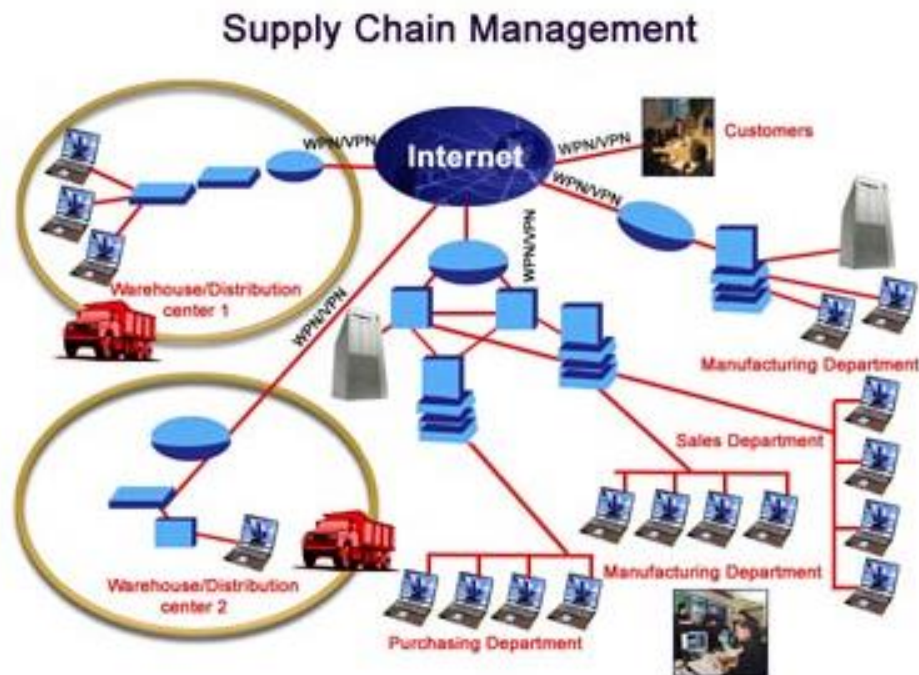 Supply Chain Management
WPN/VPN
Internet
WPN/VPN
Customers
WPN/VPN
WPN/VPN
Warehouse/Distribution
center 1
WPN/VPN
Manufacturing Department
Sales Department
Warehouse/Distribution
center 2
Manufacturing Department
Purchasing Department